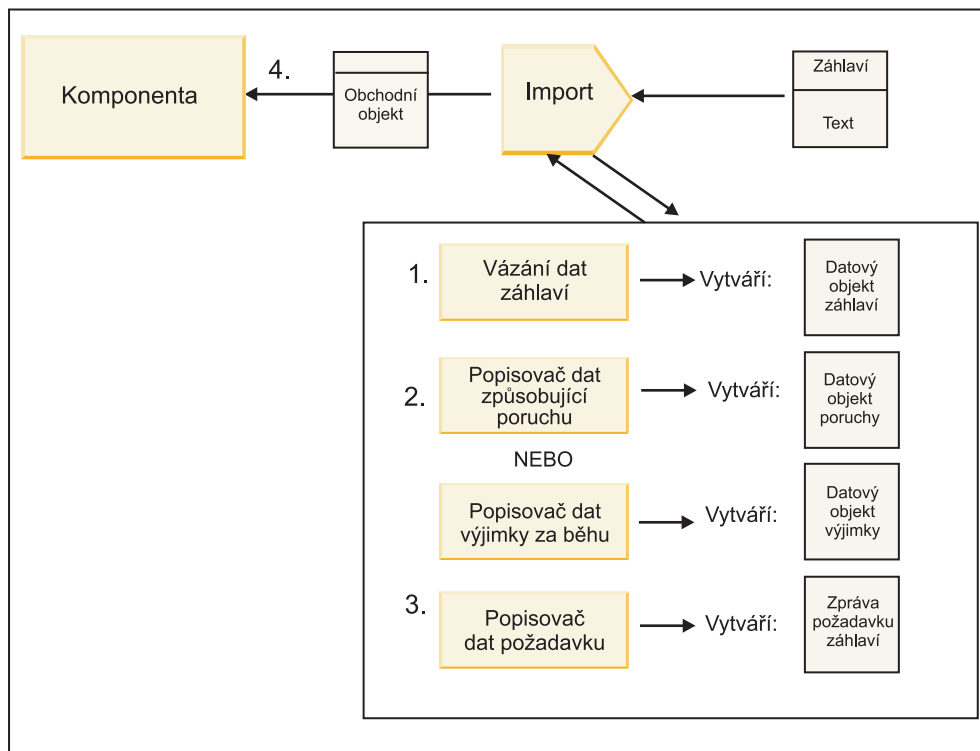 4.
Komponenta
Obchodní
objekt
Import
Záhlaví
Text
1.
Vázání dat
záhlaví
Vytváří:
Datový
objekt
záhlaví
2.
Popisovač dat
způsobující
poruchu
Vytváří:
Datový
objekt
poruchy
NEBO
Popisovač dat
výjimky za běhu
Vytváří:
Datový
objekt
výjimky
3.
Popisovač
dat požadavku
Vytváří:
Zpráva
požadavku
záhlaví